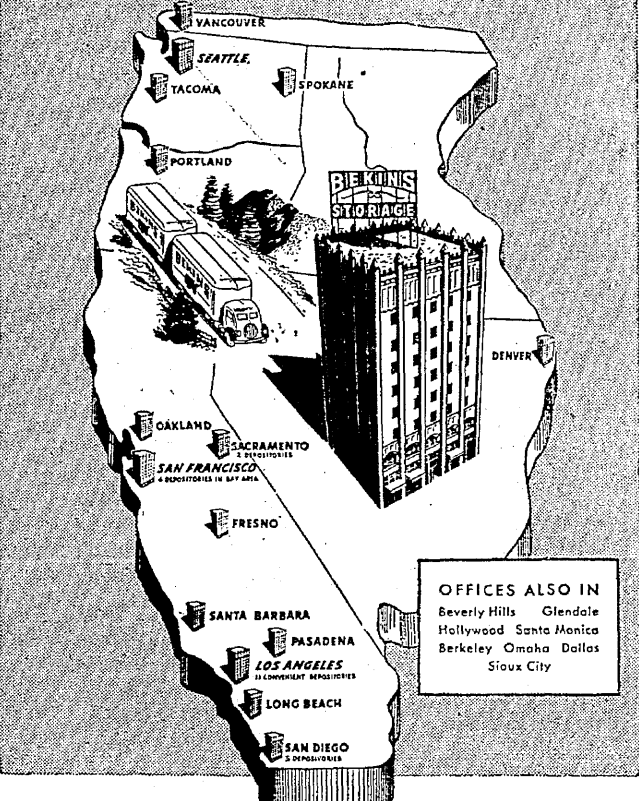 VANCOUVER
SEATTLE,
TACOMA
SPOKANE
PORTLAND
BEKINS
STORAGE
DENVER
OAKLAND
SACRAMENTO
2 DEPOSITORIES
SAN FRANCISCO
6 DEPOSITORIES IN BAY AREA
FRESNO
SANTA BARBARA
PASADENA
LOS ANGELES
11 CONVENIENT DEPOSITORIES
LONG BEACH
SAN DIEGO
OFFICES ALSO IN
Beverly Hills Glendale
Hollywood Santa Monica
Berkeley Omaha Dallas
Sioux City